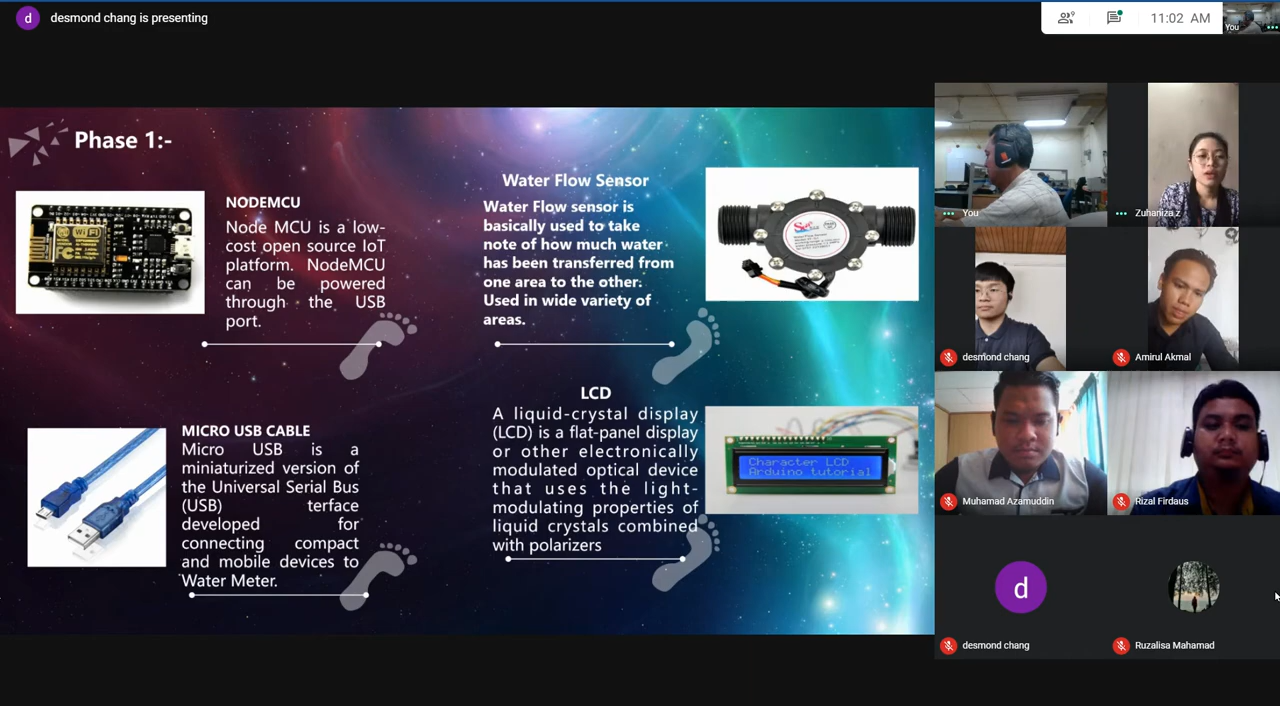 d desmond chang is presenting
9
11:02 AM
You
Phase 1:-
NODEMCU
Node MCU is a low-
cost open source IoT
platform. NodeMCU
can be powered
through the USB
port.
Water Flow Sensor
Water Flow sensor is
basically used to take
note of how much water
has been transferred from
one area to the other.
Used in wide variety of
areas.
MICRO USB CABLE
Micro USB is a
miniaturized version of
the Universal Serial Bus
(USB) terface
developed for
connecting compact
and mobile devices to
Water Meter.
LCD
A liquid-crystal display
(LCD) is a flat-panel display
or other electronically
modulated optical device
that uses the light-
modulating properties of
liquid crystals combined
with polarizers
Character LCD
Arduino tutorial
You
Zuhaniza z
desmond chang
Amirul Akmal
Muhamad Azamuddin
Rizal Firdaus
d
desmond chang
Ruzalisa Mahamad